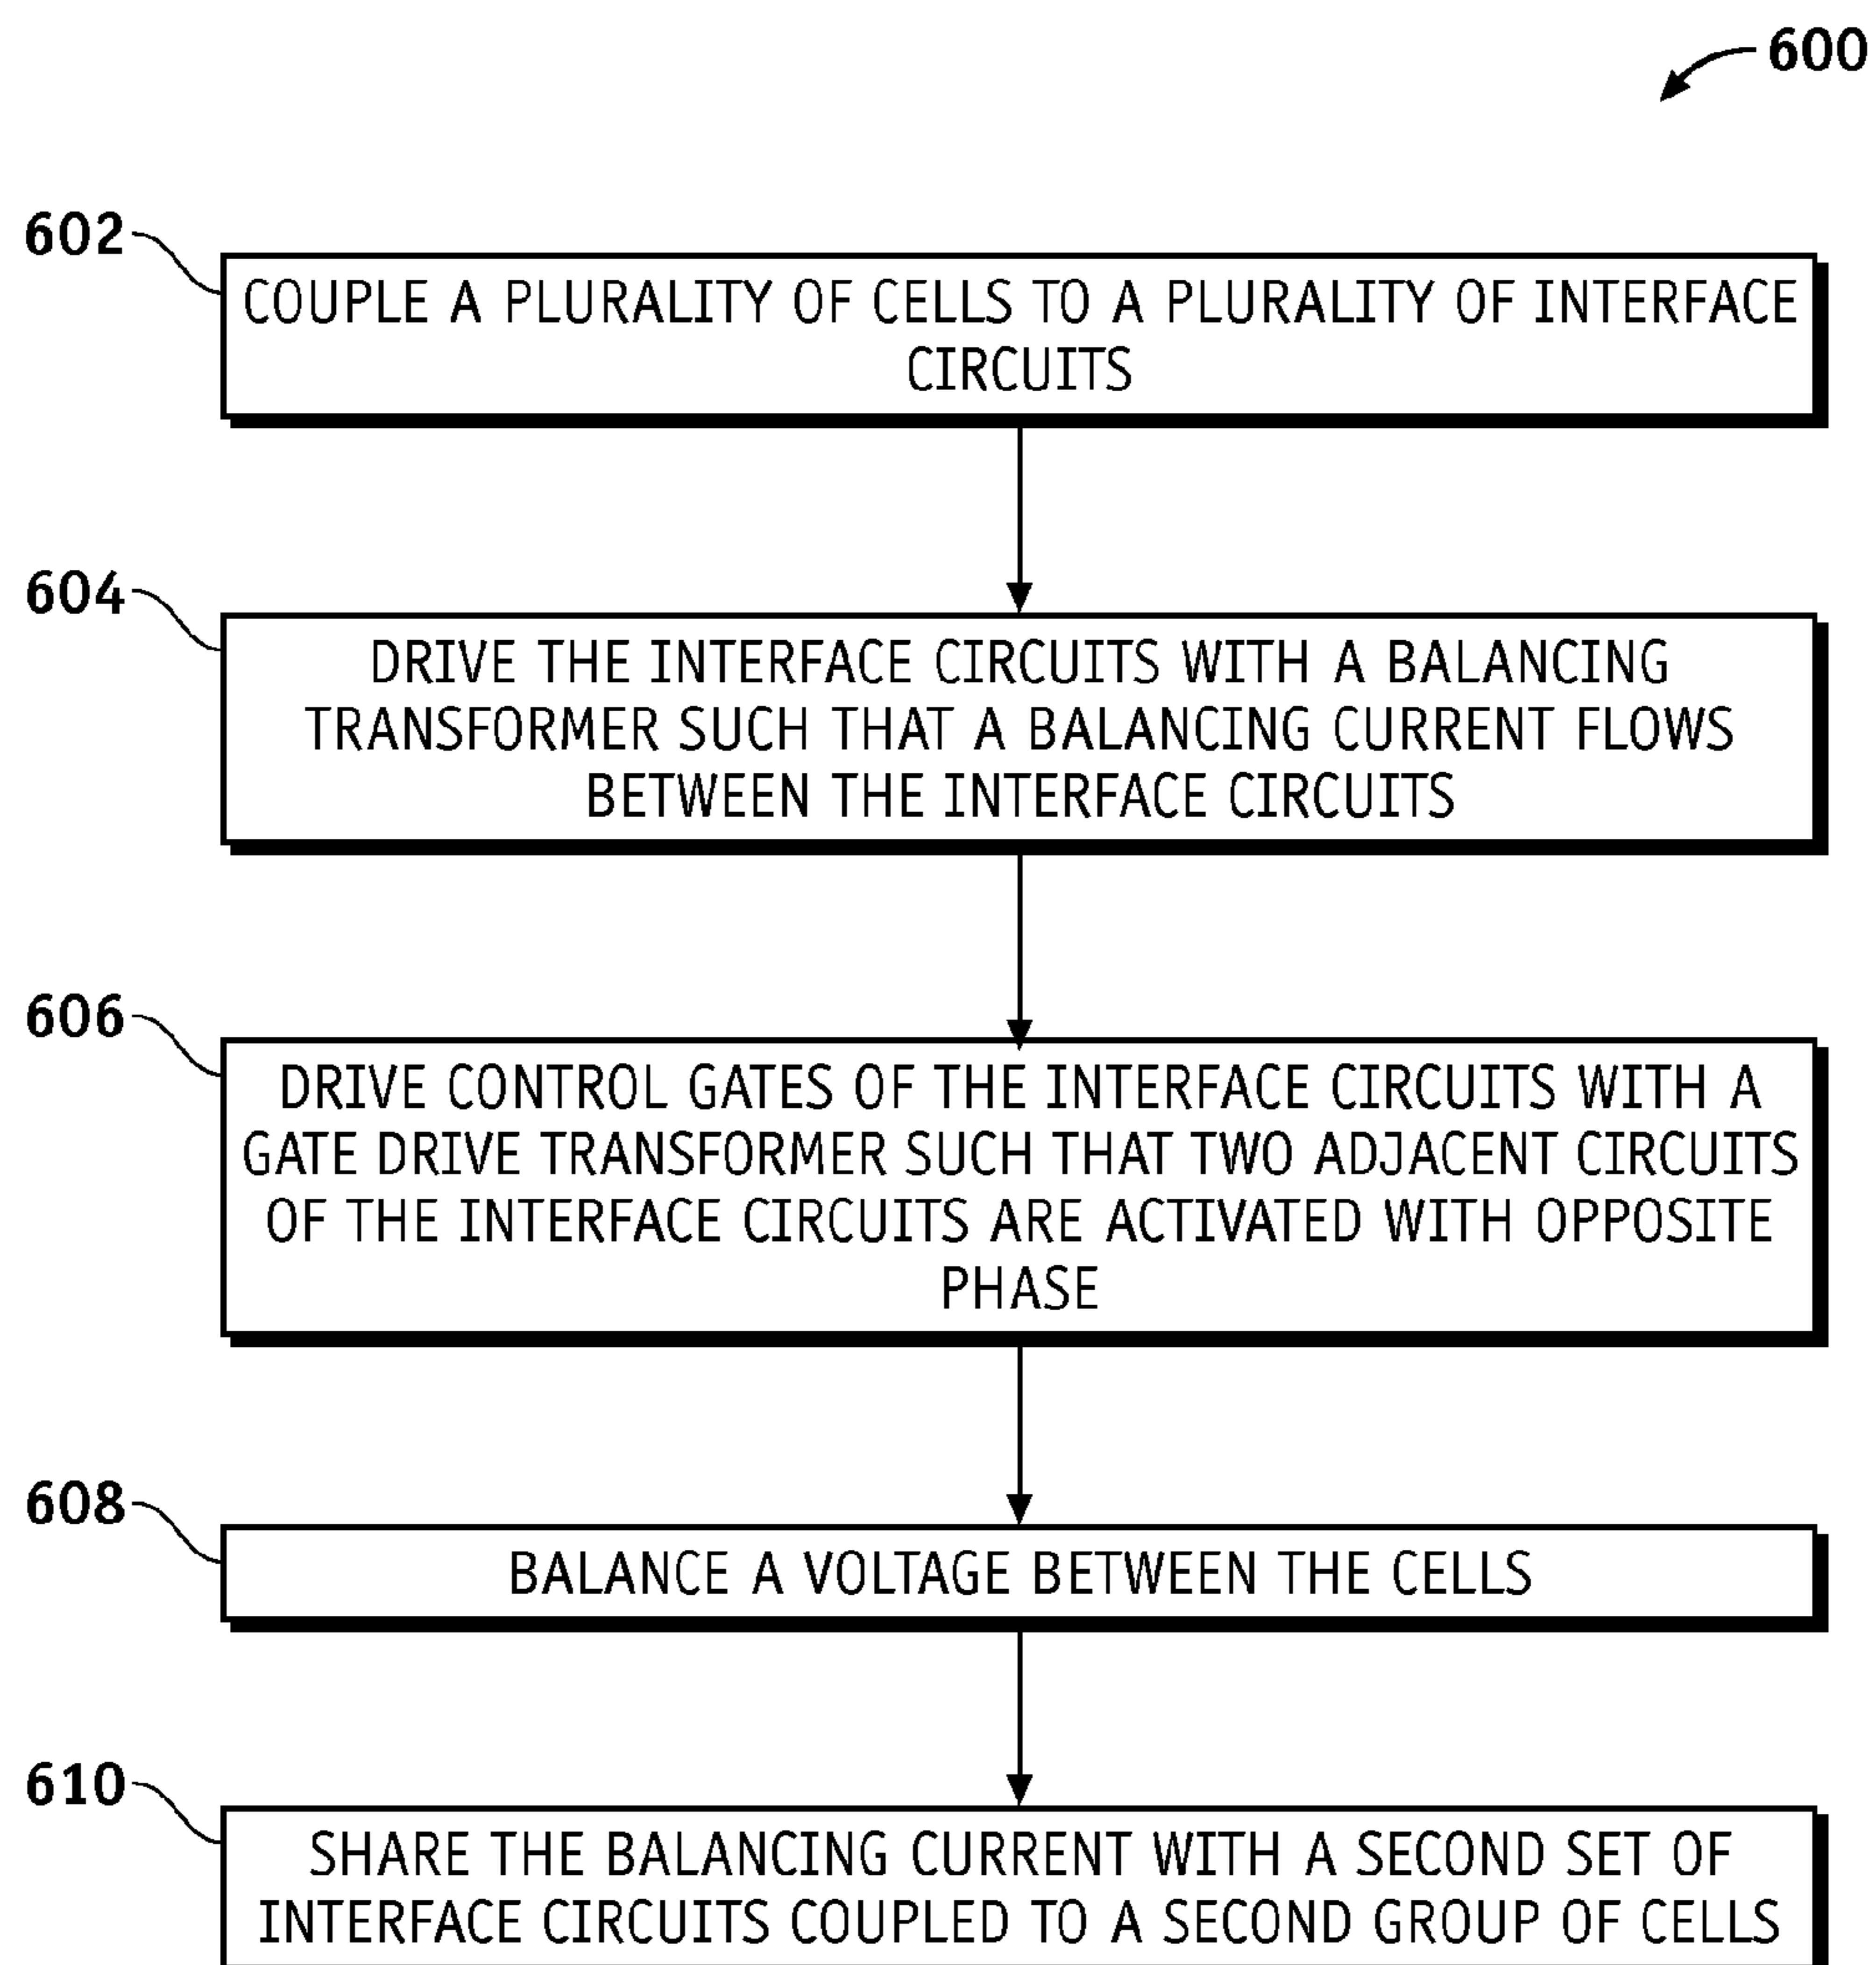 600
602
COUPLE A PLURALITY OF CELLS TO A PLURALITY OF INTERFACE
CIRCUITS
604
DRIVE THE INTERFACE CIRCUITS WITH A BALANCING
TRANSFORMER SUCH THAT A BALANCING CURRENT FLOWS
BETWEEN THE INTERFACE CIRCUITS
606
DRIVE CONTROL GATES OF THE INTERFACE CIRCUITS WITH A
GATE DRIVE TRANSFORMER SUCH THAT TWO ADJACENT CIRCUITS
OF THE INTERFACE CIRCUITS ARE ACTIVATED WITH OPPOSITE
PHASE
608
BALANCE A VOLTAGE BETWEEN THE CELLS
610
SHARE THE BALANCING CURRENT WITH A SECOND SET OF
INTERFACE CIRCUITS COUPLED TO A SECOND GROUP OF CELLS